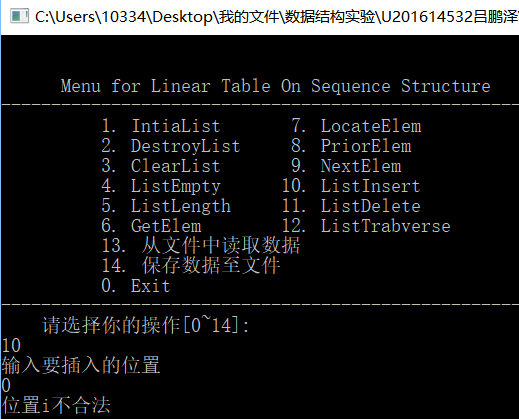 C:\Users\10334\Desktop\我的文件\数据结构实验\U201614532吕鹏泽
Menu for Linear Table On Sequence Structure
1. IntiaList 7. LocateElem
2. DestroyList 8. PriorElem
3. ClearList 9. NextElem
4. ListEmpty 10. ListInsert
5. ListLength 11. ListDelete
6. GetElem 12. ListTrabverse
13. 从文件中读取数据
14. 保存数据至文件
0. Exit
请选择你的操作[0~14]:
10
输入要插入的位置
0
位置i不合法